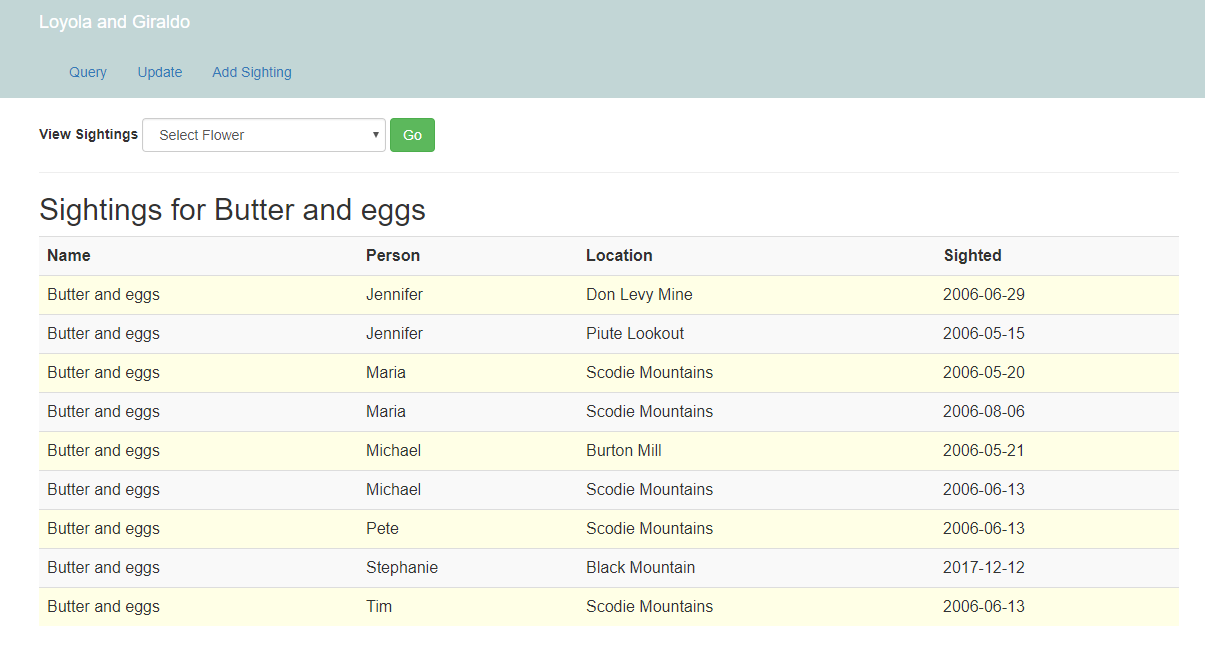 Loyola and Giraldo
Query Update Add Sighting
View Sightings Select Flower Go
Sightings for Butter and eggs
Name Person Location Sighted
Butter and eggs Jennifer Don Levy Mine 2006-06-29
Butter and eggs Jennifer Piute Lookout 2006-05-15
Butter and eggs Maria Scodie Mountains 2006-05-20
Butter and eggs Maria Scodie Mountains 2006-08-06
Butter and eggs Michael Burton Mill 2006-05-21
Butter and eggs Michael Scodie Mountains 2006-06-13
Butter and eggs Pete Scodie Mountains 2006-06-13
Butter and eggs Stephanie Black Mountain 2017-12-12
Butter and eggs Tim Scodie Mountains 2006-06-13